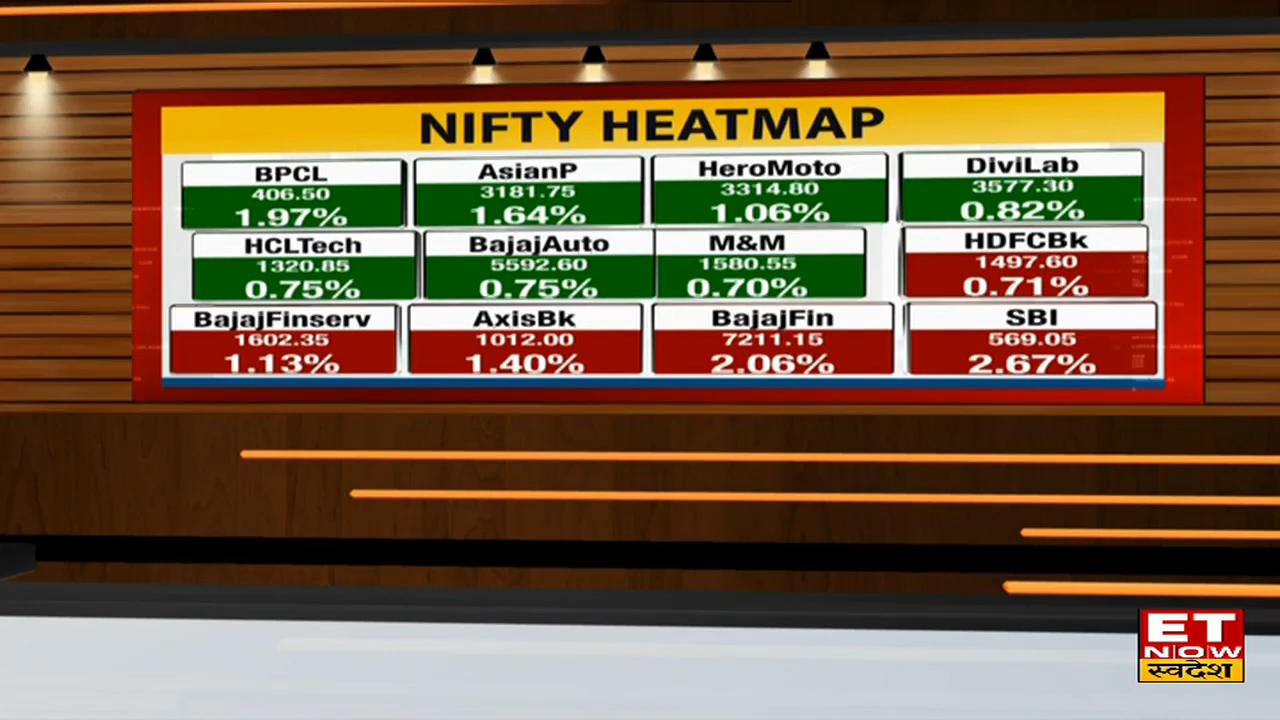 NIFTY HEATMAP
BPCL
406.50
1.97%
AsianP
3181.75
1.64%
HeroMoto
3314.80
1.06%
DiviLab
3577.30
0.82%
HCLTech
1320.85
0.75%
BajajAuto
5592.60
0.75%
M&M
1580.55
0.70%
HDFCBk
1497.60
0.71%
BajajFinserv
1602.35
1.13%
AxisBk
1012.00
1.40%
BajajFin
7211.15
2.06%
SBI
569.05
2.67%
ET
NOW
स्वदेश